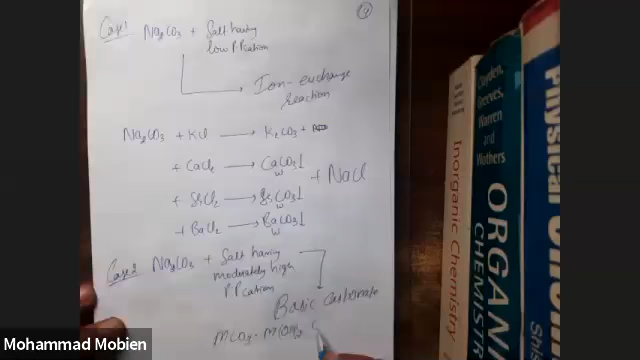 Case 1 Na2CO3 + Salt having
low P P cation
Ion-exchange
reaction
Na2CO3 + KCl → K2CO3 +
+ CaCl2 → CaCO3↓
W
+ NaCl
+ SrCl2 → SrCO3↓
W
+ BaCl2 → BaCO3↓
W
Case 2 Na2CO3 + Salt having
moderately high
P P cation
Basic Carbonate
MCO3 . M(OH)2
Inorganic Chemistry
Clayden,
Greeves,
Warren
and
Wothers
ORGANIC
CHEMISTRY
Physical
Mohammad Mobien